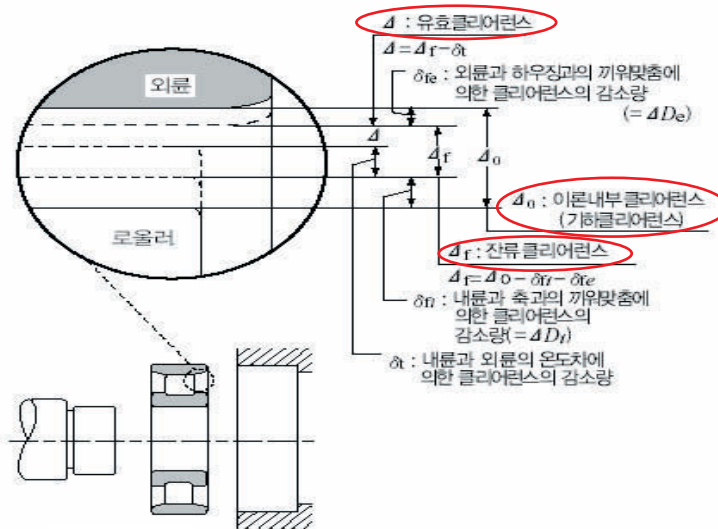 Δ : 유효클리어런스
Δ=Δf-δt
δfe : 외륜과 하우징과의 끼워맞춤에
의한 클리어런스의 감소량
(= ΔDe)
외륜
Δ
Δf
Δ0
Δ0 : 이론내부클리어런스
(기하클리어런스)
로울러
Δf : 잔류클리어런스
Δf=Δ0- δfi- δfe
δfi : 내륜과 축과의 끼워맞춤에
의한 클리어런스의
감소량(=ΔDi)
δt : 내륜과 외륜의 온도차에
의한 클리어런스의 감소량